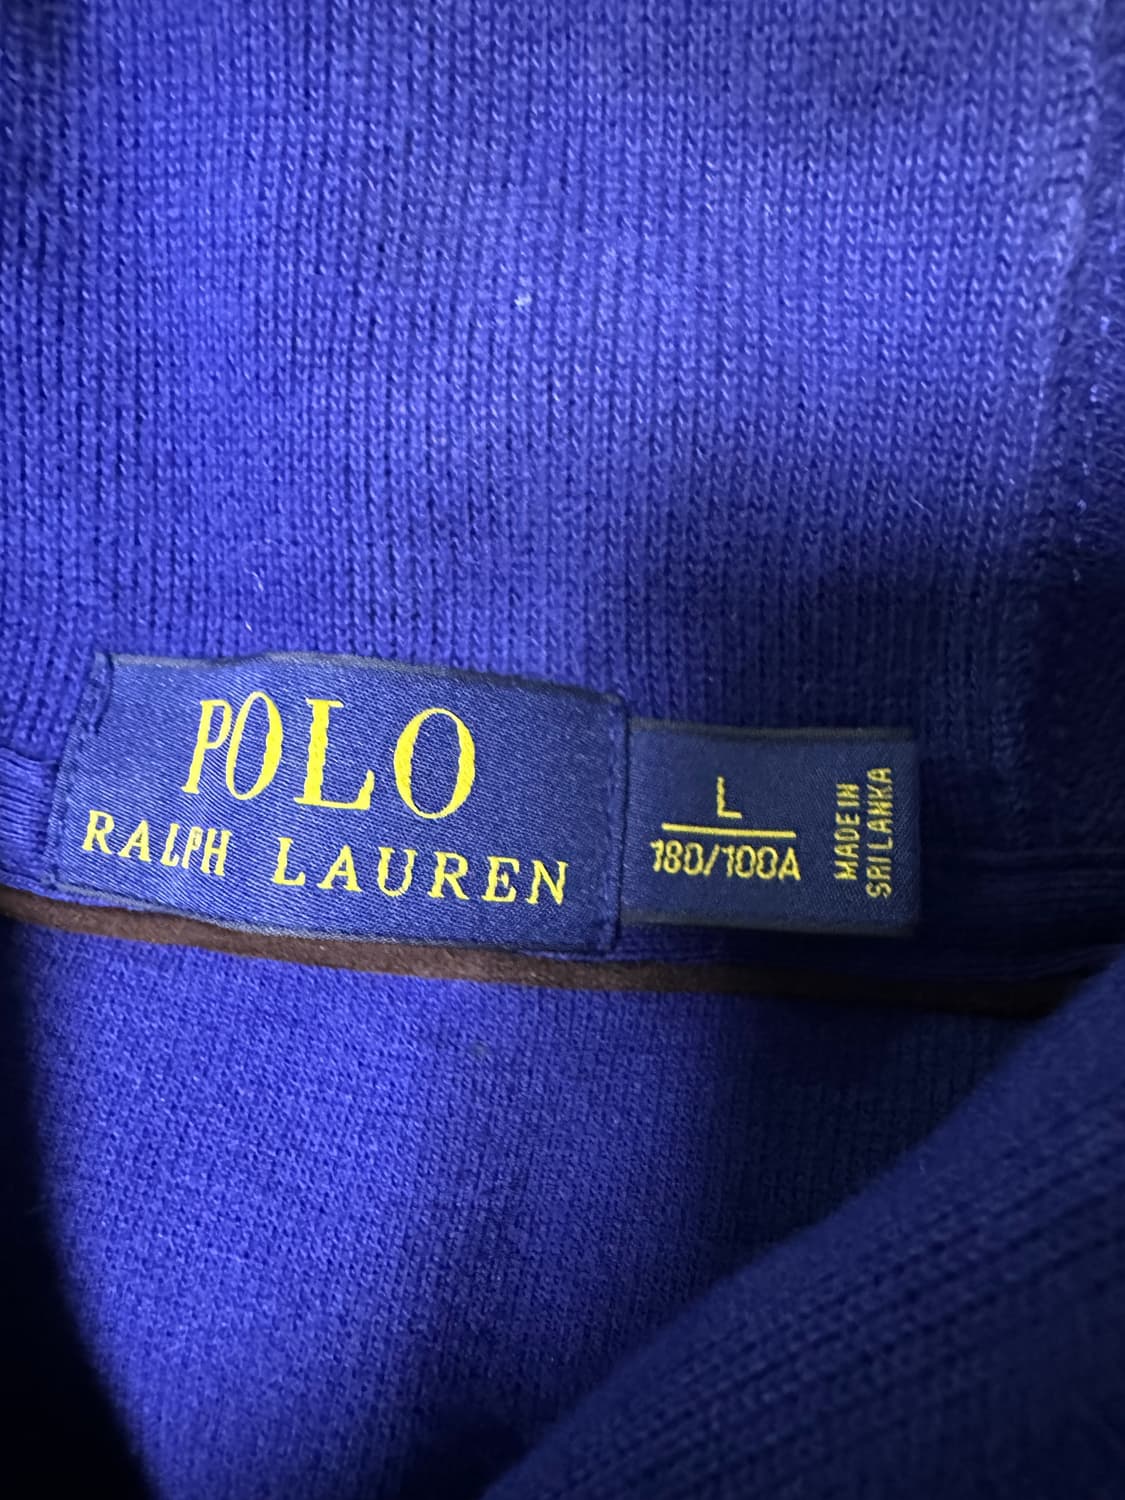 POLO
RALPH LAUREN
L
180/100A
MADE IN
SRI LANKA